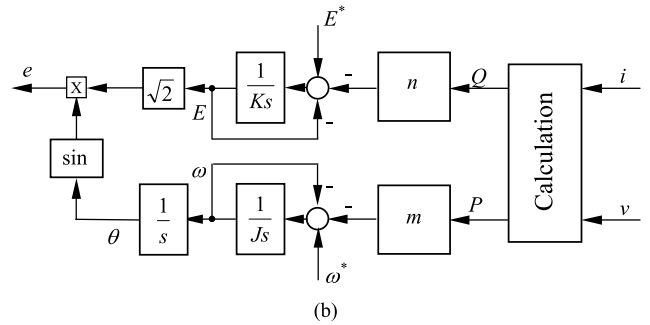 E*
e
X
√2
E
1
Ks
-
-
n
Q
i
sin
Calculation
ω
θ
1
s
1
Js
-
-
m
P
v
ω*
(b)